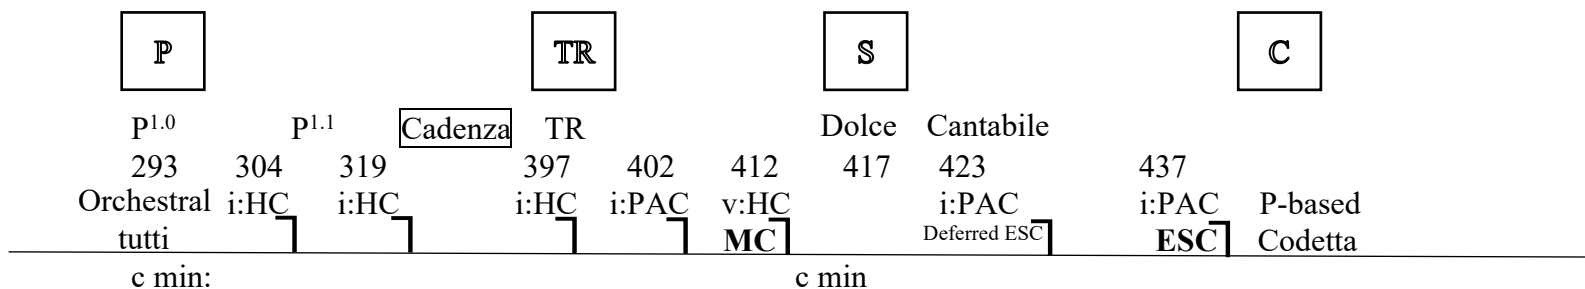 ℙ 𝕋ℝ 𝕊 ℂ
P1.0 P1.1 Cadenza TR Dolce Cantabile
293 304 319 397 402 412 417 423 437
Orchestral i:HC i:HC i:HC i:PAC v:HC i:PAC i:PAC P-based
tutti MC Deferred ESC ESC Codetta
c min: c min